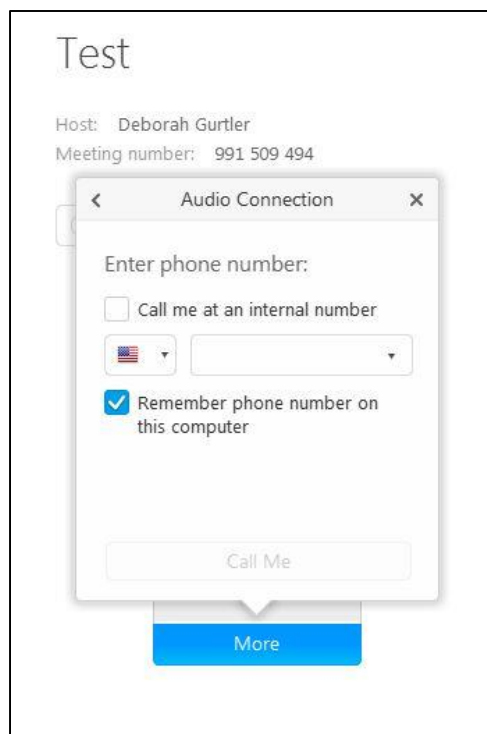 Test
Host: Deborah Gurtler
Meeting number: 991 509 494
Audio Connection
Enter phone number:
Call me at an internal number
Remember phone number on
this computer
Call Me
More